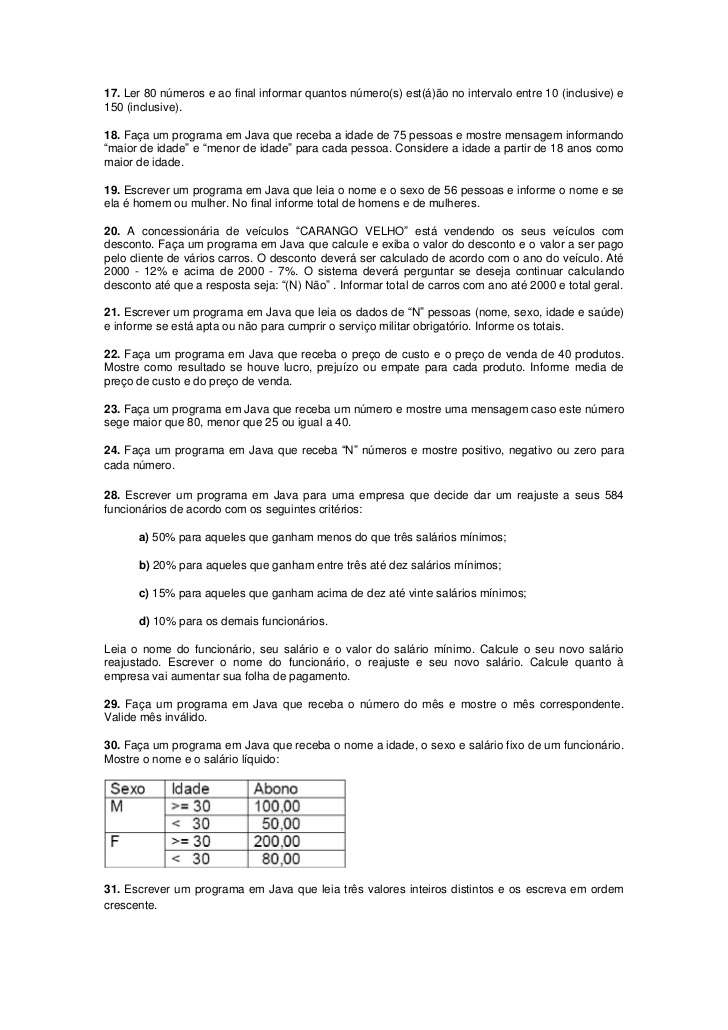 17. Ler 80 números e ao final informar quantos número(s) est(á)ão no intervalo entre 10 (inclusive) e
150 (inclusive).
18. Faça um programa em Java que receba a idade de 75 pessoas e mostre mensagem informando
“maior de idade” e “menor de idade” para cada pessoa. Considere a idade a partir de 18 anos como
maior de idade.
19. Escrever um programa em Java que leia o nome e o sexo de 56 pessoas e informe o nome e se
ela é homem ou mulher. No final informe total de homens e de mulheres.
20. A concessionária de veículos “CARANGO VELHO” está vendendo os seus veículos com
desconto. Faça um programa em Java que calcule e exiba o valor do desconto e o valor a ser pago
pelo cliente de vários carros. O desconto deverá ser calculado de acordo com o ano do veículo. Até
2000 - 12% e acima de 2000 - 7%. O sistema deverá perguntar se deseja continuar calculando
desconto até que a resposta seja: “(N) Não” . Informar total de carros com ano até 2000 e total geral.
21. Escrever um programa em Java que leia os dados de “N” pessoas (nome, sexo, idade e saúde)
e informe se está apta ou não para cumprir o serviço militar obrigatório. Informe os totais.
22. Faça um programa em Java que receba o preço de custo e o preço de venda de 40 produtos.
Mostre como resultado se houve lucro, prejuízo ou empate para cada produto. Informe media de
preço de custo e do preço de venda.
23. Faça um programa em Java que receba um número e mostre uma mensagem caso este número
sege maior que 80, menor que 25 ou igual a 40.
24. Faça um programa em Java que receba “N” números e mostre positivo, negativo ou zero para
cada número.
28. Escrever um programa em Java para uma empresa que decide dar um reajuste a seus 584
funcionários de acordo com os seguintes critérios:
a) 50% para aqueles que ganham menos do que três salários mínimos;
b) 20% para aqueles que ganham entre três até dez salários mínimos;
c) 15% para aqueles que ganham acima de dez até vinte salários mínimos;
d) 10% para os demais funcionários.
Leia o nome do funcionário, seu salário e o valor do salário mínimo. Calcule o seu novo salário
reajustado. Escrever o nome do funcionário, o reajuste e seu novo salário. Calcule quanto à
empresa vai aumentar sua folha de pagamento.
29. Faça um programa em Java que receba o número do mês e mostre o mês correspondente.
Valide mês inválido.
30. Faça um programa em Java que receba o nome a idade, o sexo e salário fixo de um funcionário.
Mostre o nome e o salário líquido:
Sexo Idade Abono
M >= 30 100,00
< 30 50,00
F >= 30 200,00
< 30 80,00
31. Escrever um programa em Java que leia três valores inteiros distintos e os escreva em ordem
crescente.